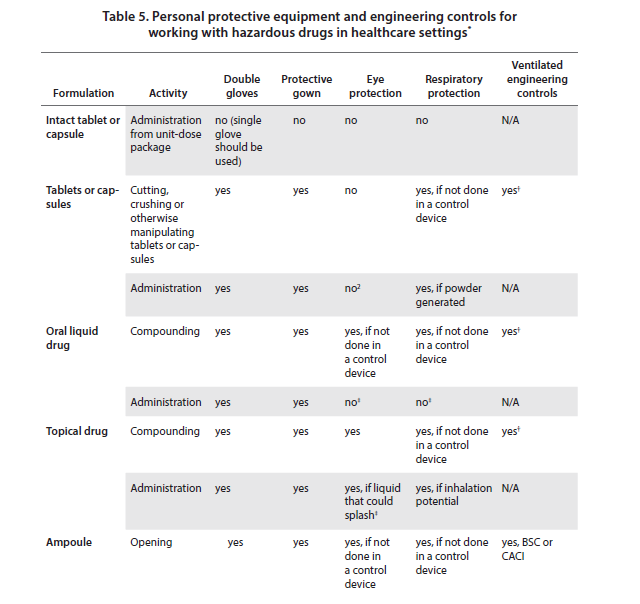 Table 5. Personal protective equipment and engineering controls for
working with hazardous drugs in healthcare settings*
Formulation Activity Double gloves Protective gown Eye protection Respiratory protection Ventilated engineering controls
Intact tablet or capsule Administration from unit-dose package no (single glove should be used) no no no N/A
Tablets or cap-sules Cutting, crushing or otherwise manipulating tablets or cap-sules yes yes no yes, if not done in a control device yes†
Administration yes yes no² yes, if powder generated N/A
Oral liquid drug Compounding yes yes yes, if not done in a control device yes, if not done in a control device yes†
Administration yes yes no‡ no‡ N/A
Topical drug Compounding yes yes yes yes, if not done in a control device yes†
Administration yes yes yes, if liquid that could splash‡ yes, if inhalation potential N/A
Ampoule Opening yes yes yes, if not done in a control device yes, if not done in a control device yes, BSC or CACI